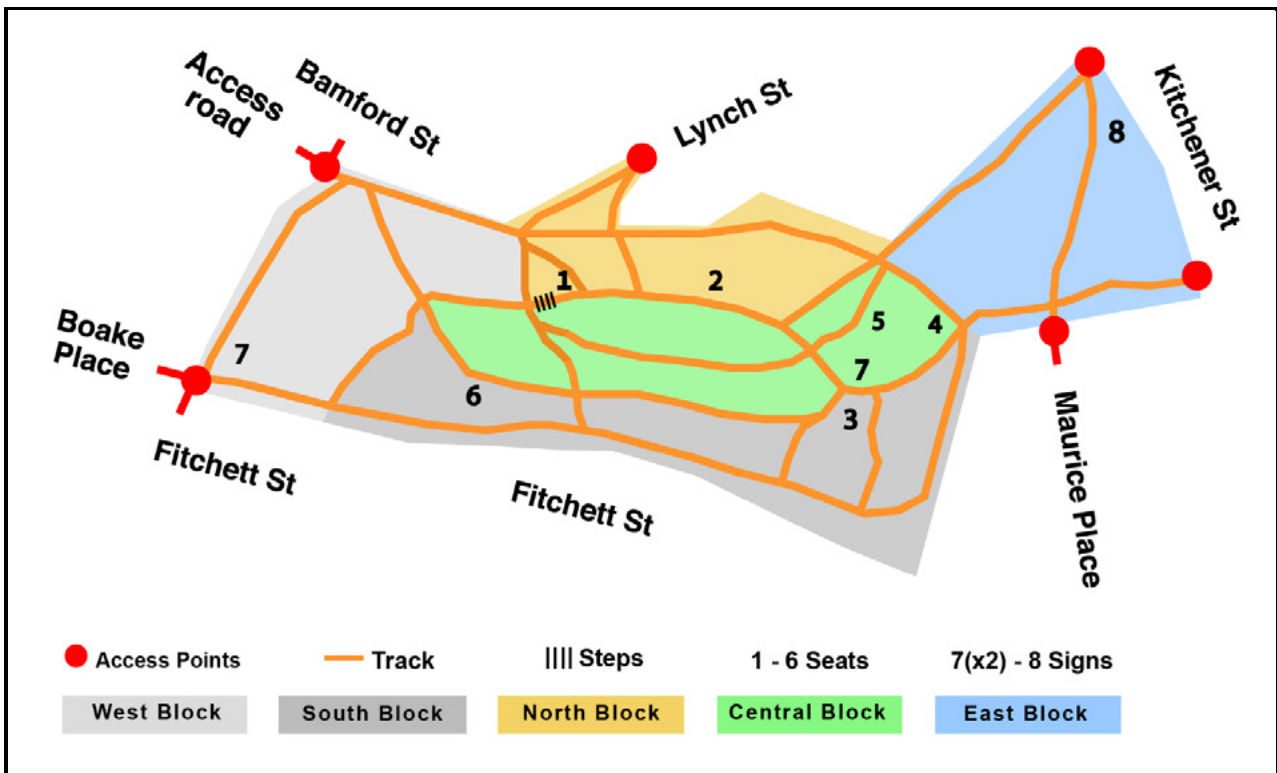 Access
road
Bamford St
Lynch St
Kitchener St
8
1
2
5
4
Boake
Place
7
7
6
3
Maurice Place
Fitchett St
Fitchett St
Access Points
Track
Steps
1 - 6 Seats
7(x2) - 8 Signs
West Block
South Block
North Block
Central Block
East Block